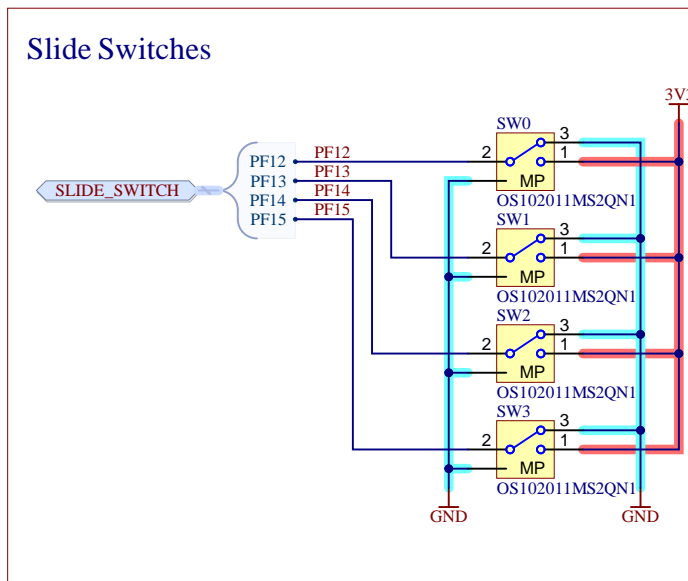 Slide Switches
3V3
SLIDE_SWITCH
PF12
PF13
PF14
PF15
PF12
PF13
PF14
PF15
SW0
2
3
1
MP
OS102011MS2QN1
SW1
2
3
1
MP
OS102011MS2QN1
SW2
2
3
1
MP
OS102011MS2QN1
SW3
2
3
1
MP
OS102011MS2QN1
GND
GND